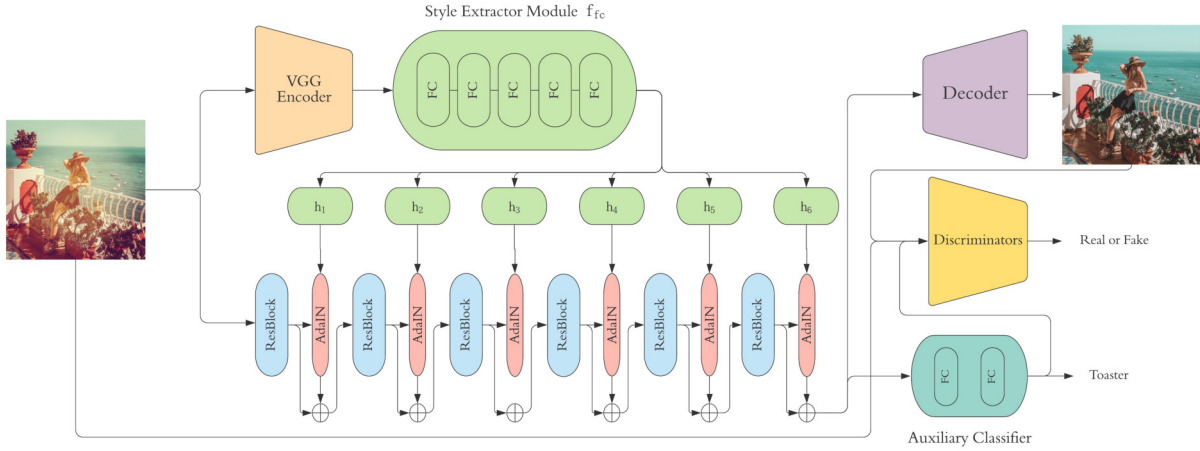 Style Extractor Module f_fc
VGG
Encoder
FC
FC
FC
FC
FC
Decoder
h₁
h₂
h₃
h₄
h₅
h₆
Discriminators
Real or Fake
ResBlock
AdaIN
ResBlock
AdaIN
ResBlock
AdaIN
ResBlock
AdaIN
ResBlock
AdaIN
ResBlock
AdaIN
FC
FC
Toaster
Auxiliary Classifier